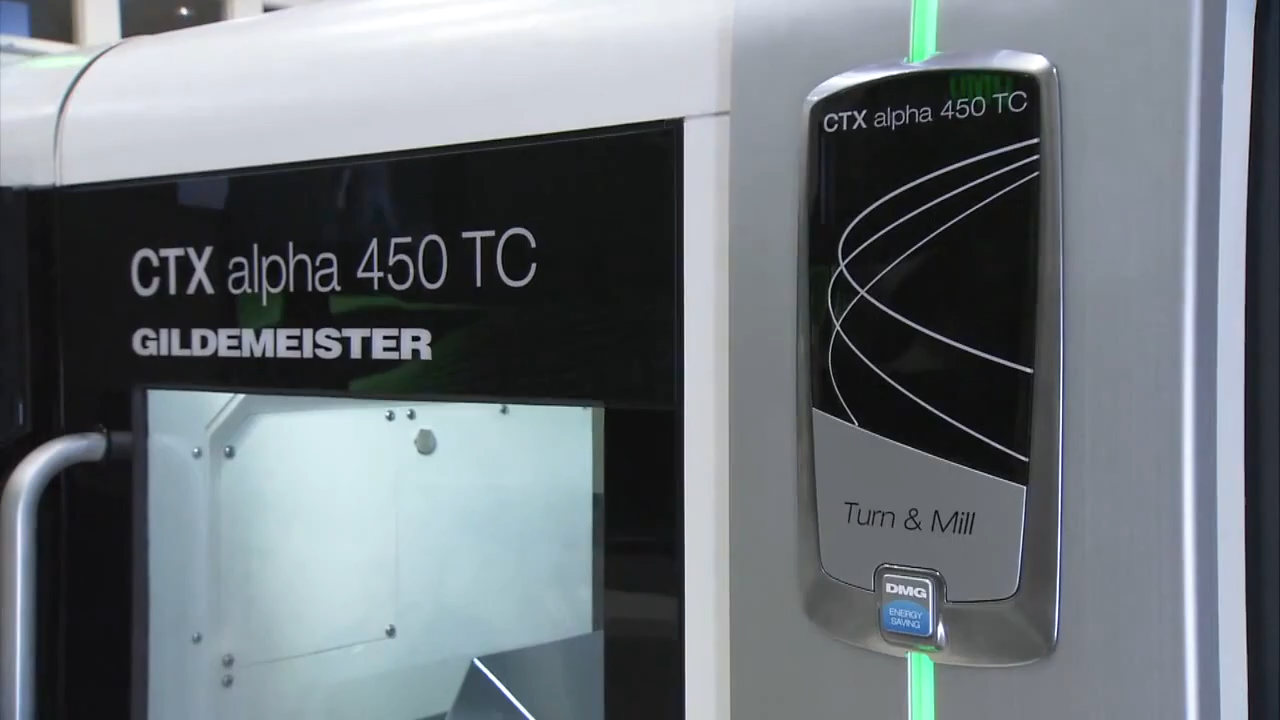 CTX alpha 450 TC
GILDEMEISTER
CTX alpha 450 TC
Turn & Mill
DMG
ENERGY
SAVING